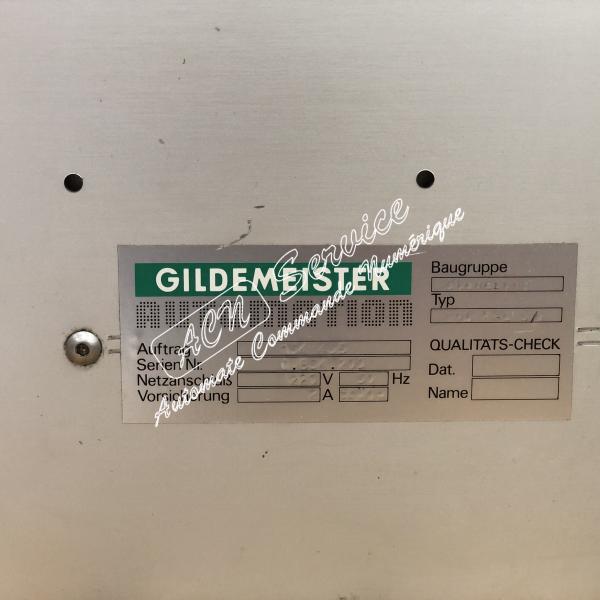 GILDEMEISTER
AUTOMATION
Auftrag
Serien Nr.
Netzanschluß V Hz
Vorsicherung A
Baugruppe
Typ
QUALITATS-CHECK
Dat.
Name
ACN Service
Automate Commande Numérique